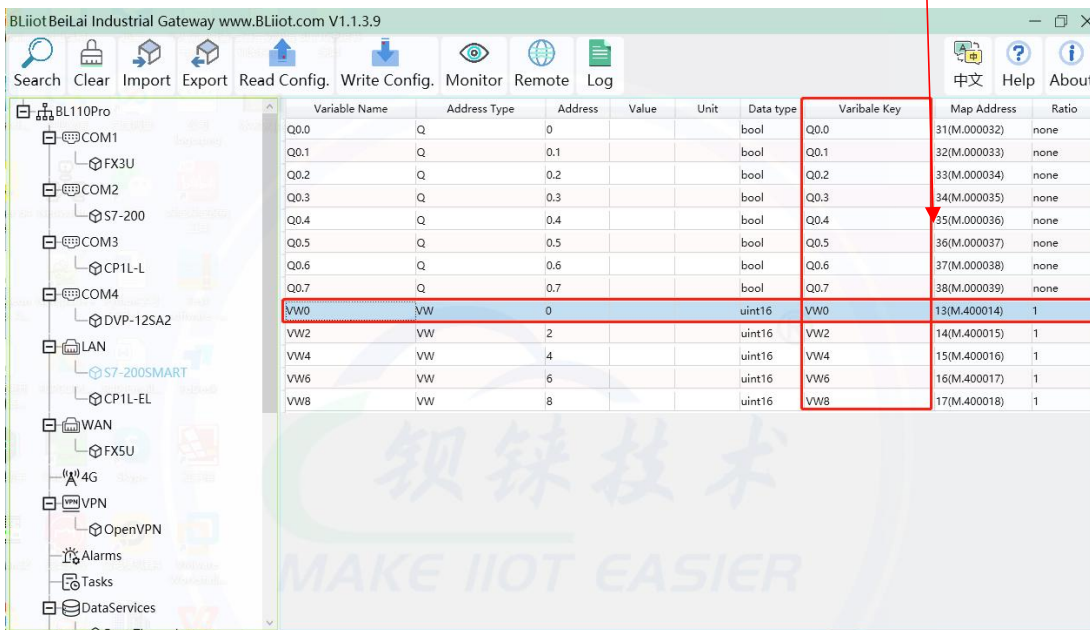 BLiiot BeiLai Industrial Gateway www.BLiiot.com V1.1.3.9
Search Clear Import Export Read Config. Write Config. Monitor Remote Log 中文 Help About
BL110Pro
COM1
FX3U
COM2
S7-200
COM3
CP1L-L
COM4
DVP-12SA2
LAN
S7-200SMART
CP1L-EL
WAN
FX5U
4G
VPN
OpenVPN
Alarms
Tasks
DataServices
Variable Name Address Type Address Value Unit Data type Varibale Key Map Address Ratio
Q0.0 Q 0 bool Q0.0 31(M.000032) none
Q0.1 Q 0.1 bool Q0.1 32(M.000033) none
Q0.2 Q 0.2 bool Q0.2 33(M.000034) none
Q0.3 Q 0.3 bool Q0.3 34(M.000035) none
Q0.4 Q 0.4 bool Q0.4 35(M.000036) none
Q0.5 Q 0.5 bool Q0.5 36(M.000037) none
Q0.6 Q 0.6 bool Q0.6 37(M.000038) none
Q0.7 Q 0.7 bool Q0.7 38(M.000039) none
VW0 VW 0 uint16 VW0 13(M.400014) 1
VW2 VW 2 uint16 VW2 14(M.400015) 1
VW4 VW 4 uint16 VW4 15(M.400016) 1
VW6 VW 6 uint16 VW6 16(M.400017) 1
VW8 VW 8 uint16 VW8 17(M.400018) 1
钡铼技术
MAKE IIOT EASIER